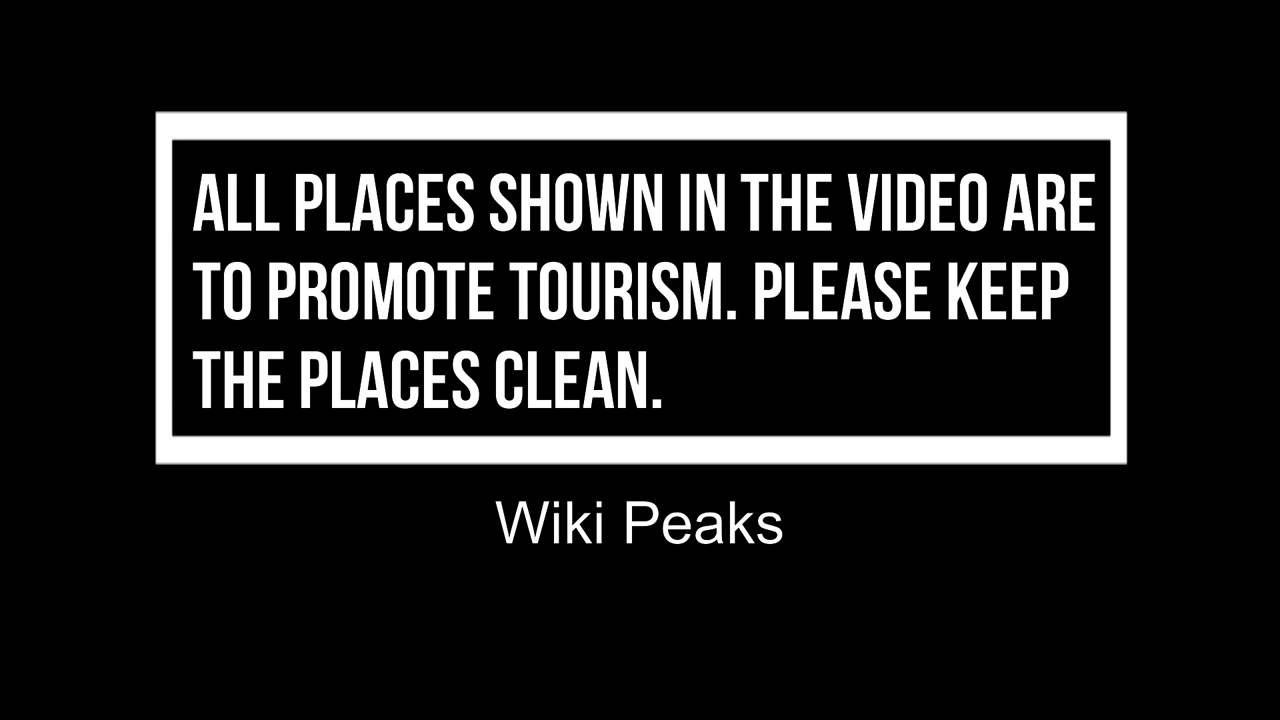 ALL PLACES SHOWN IN THE VIDEO ARE
TO PROMOTE TOURISM. PLEASE KEEP
THE PLACES CLEAN.
Wiki Peaks